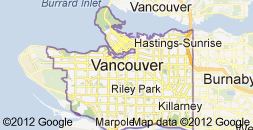 Burrard Inlet
Vancouver
Hastings-Sunrise
Vancouver
Burnaby
Riley Park
Killarney
©2012 Google
Marpole
Map data ©2012 Google